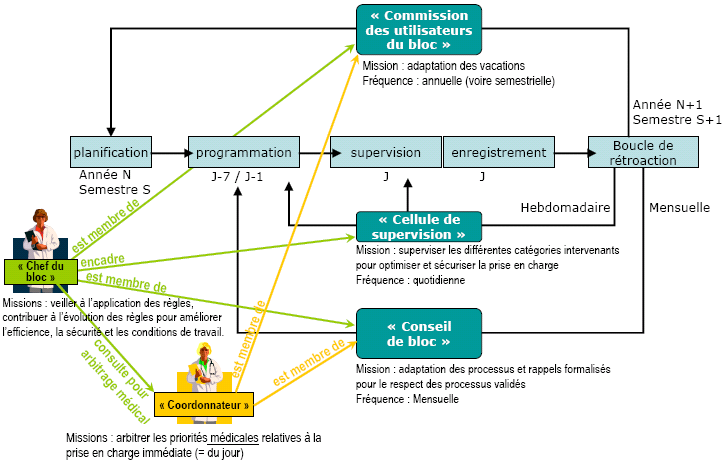 « Commission
des utilisateurs
du bloc »
Mission : adaptation des vacations
Fréquence : annuelle (voire semestrielle)
Année N+1
Semestre S+1
planification
programmation
supervision
enregistrement
Boucle de
rétroaction
Année N
Semestre S
J-7 / J-1
J
J
Hebdomadaire
Mensuelle
« Cellule de
supervision »
Mission : superviser les différentes catégories intervenants
pour optimiser et sécuriser la prise en charge
Fréquence : quotidienne
est membre de
encadre
est membre de
« Chef du
bloc »
Missions : veiller à l'application des règles,
contribuer à l'évolution des règles pour améliorer
l'efficience, la sécurité et les conditions de travail.
« Conseil
de bloc »
Mission : adaptation des processus et rappels formalisés
pour le respect des processus validés
Fréquence : Mensuelle
consulte pour
arbitrage médical
est membre de
est membre de
« Coordonnateur »
Missions : arbitrer les priorités médicales relatives à la
prise en charge immédiate (= du jour)